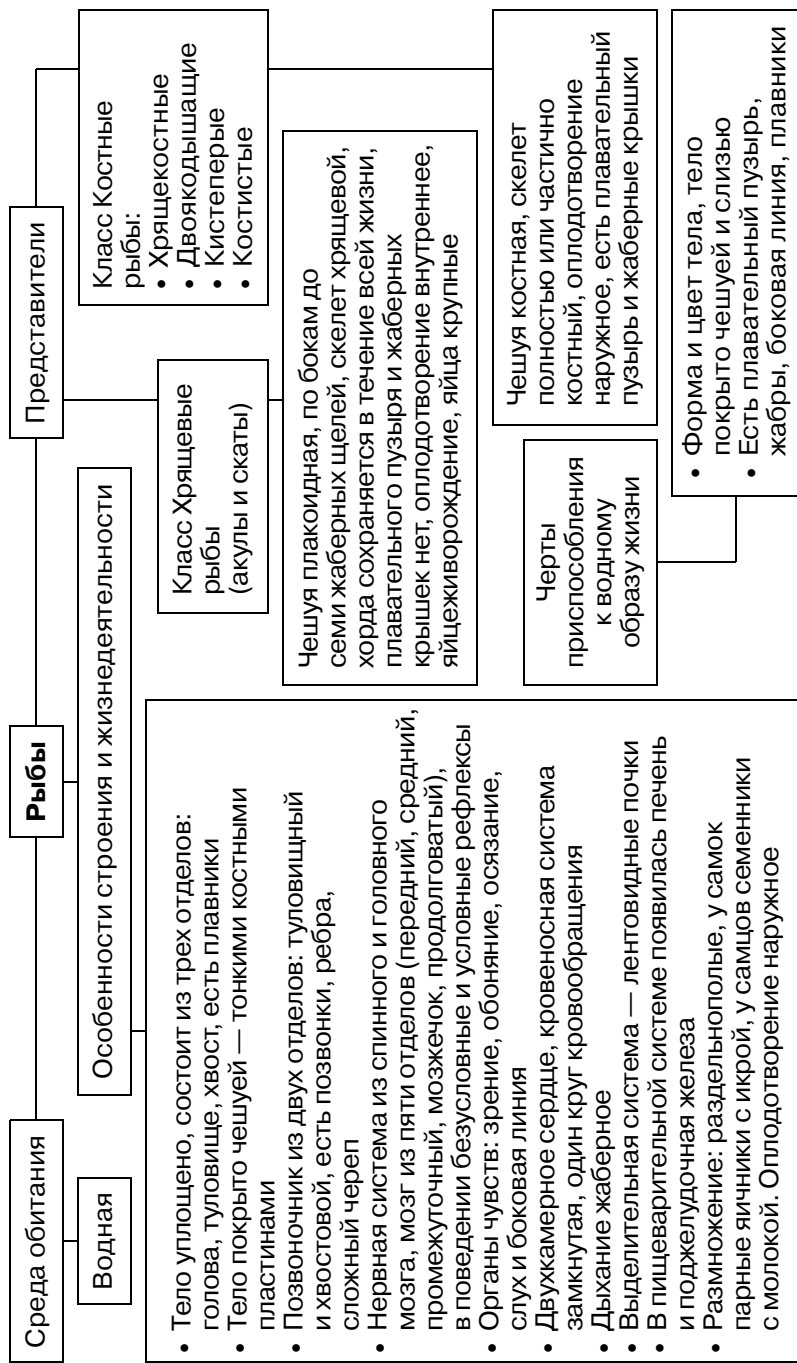 Рыбы
Среда обитания
Водная
Особенности строения и жизнедеятельности
• Тело уплощено, состоит из трех отделов:
голова, туловище, хвост, есть плавники
• Тело покрыто чешуей — тонкими костными
пластинами
• Позвоночник из двух отделов: туловищный
и хвостовой, есть позвонки, ребра,
сложный череп
• Нервная система из спинного и головного
мозга, мозг из пяти отделов (передний, средний,
промежуточный, мозжечок, продолговатый),
в поведении безусловные и условные рефлексы
• Органы чувств: зрение, обоняние, осязание,
слух и боковая линия
• Двухкамерное сердце, кровеносная система
замкнутая, один круг кровообращения
• Дыхание жаберное
• Выделительная система — лентовидные почки
• В пищеварительной системе появилась печень
и поджелудочная железа
• Размножение: раздельнополые, у самок
парные яичники с икрой, у самцов семенники
с молокой. Оплодотворение наружное
Представители
Класс Хрящевые
рыбы
(акулы и скаты)
Чешуя плакоидная, по бокам до
семи жаберных щелей, скелет хрящевой,
хорда сохраняется в течение всей жизни,
плавательного пузыря и жаберных
крышек нет, оплодотворение внутреннее,
яйцеживорождение, яйца крупные
Класс Костные
рыбы:
• Хрящекостные
• Двоякодышащие
• Кистеперые
• Костистые
Чешуя костная, скелет
полностью или частично
костный, оплодотворение
наружное, есть плавательный
пузырь и жаберные крышки
Черты
приспособления
к водному
образу жизни
• Форма и цвет тела, тело
покрыто чешуей и слизью
• Есть плавательный пузырь,
жабры, боковая линия, плавники